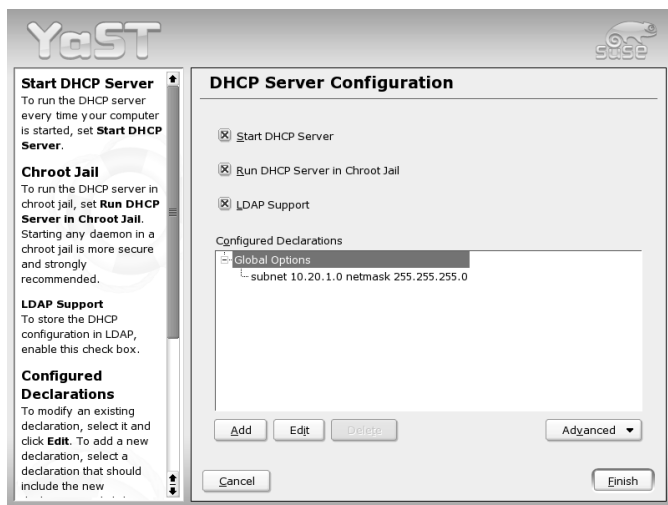 YaST
SUSE
Start DHCP Server
To run the DHCP server
every time your computer
is started, set Start DHCP
Server.
Chroot Jail
To run the DHCP server in
chroot jail, set Run DHCP
Server in Chroot Jail.
Starting any daemon in a
chroot jail is more secure
and strongly
recommended.
LDAP Support
To store the DHCP
configuration in LDAP,
enable this check box.
Configured
Declarations
To modify an existing
declaration, select it and
click Edit. To add a new
declaration, select a
declaration that should
include the new
DHCP Server Configuration
Start DHCP Server
Run DHCP Server in Chroot Jail
LDAP Support
Configured Declarations
Global Options
subnet 10.20.1.0 netmask 255.255.255.0
Add
Edit
Delete
Advanced
Cancel
Finish